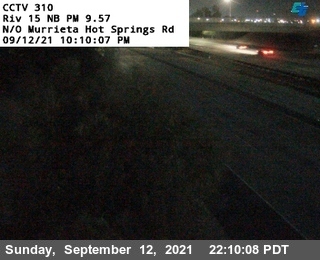 CCTV 310
Riv 15 NB PM 9.57
N/O Murrieta Hot Springs Rd
09/12/21 10:10:07 PM
Sunday, September 12, 2021 22:10:08 PDT